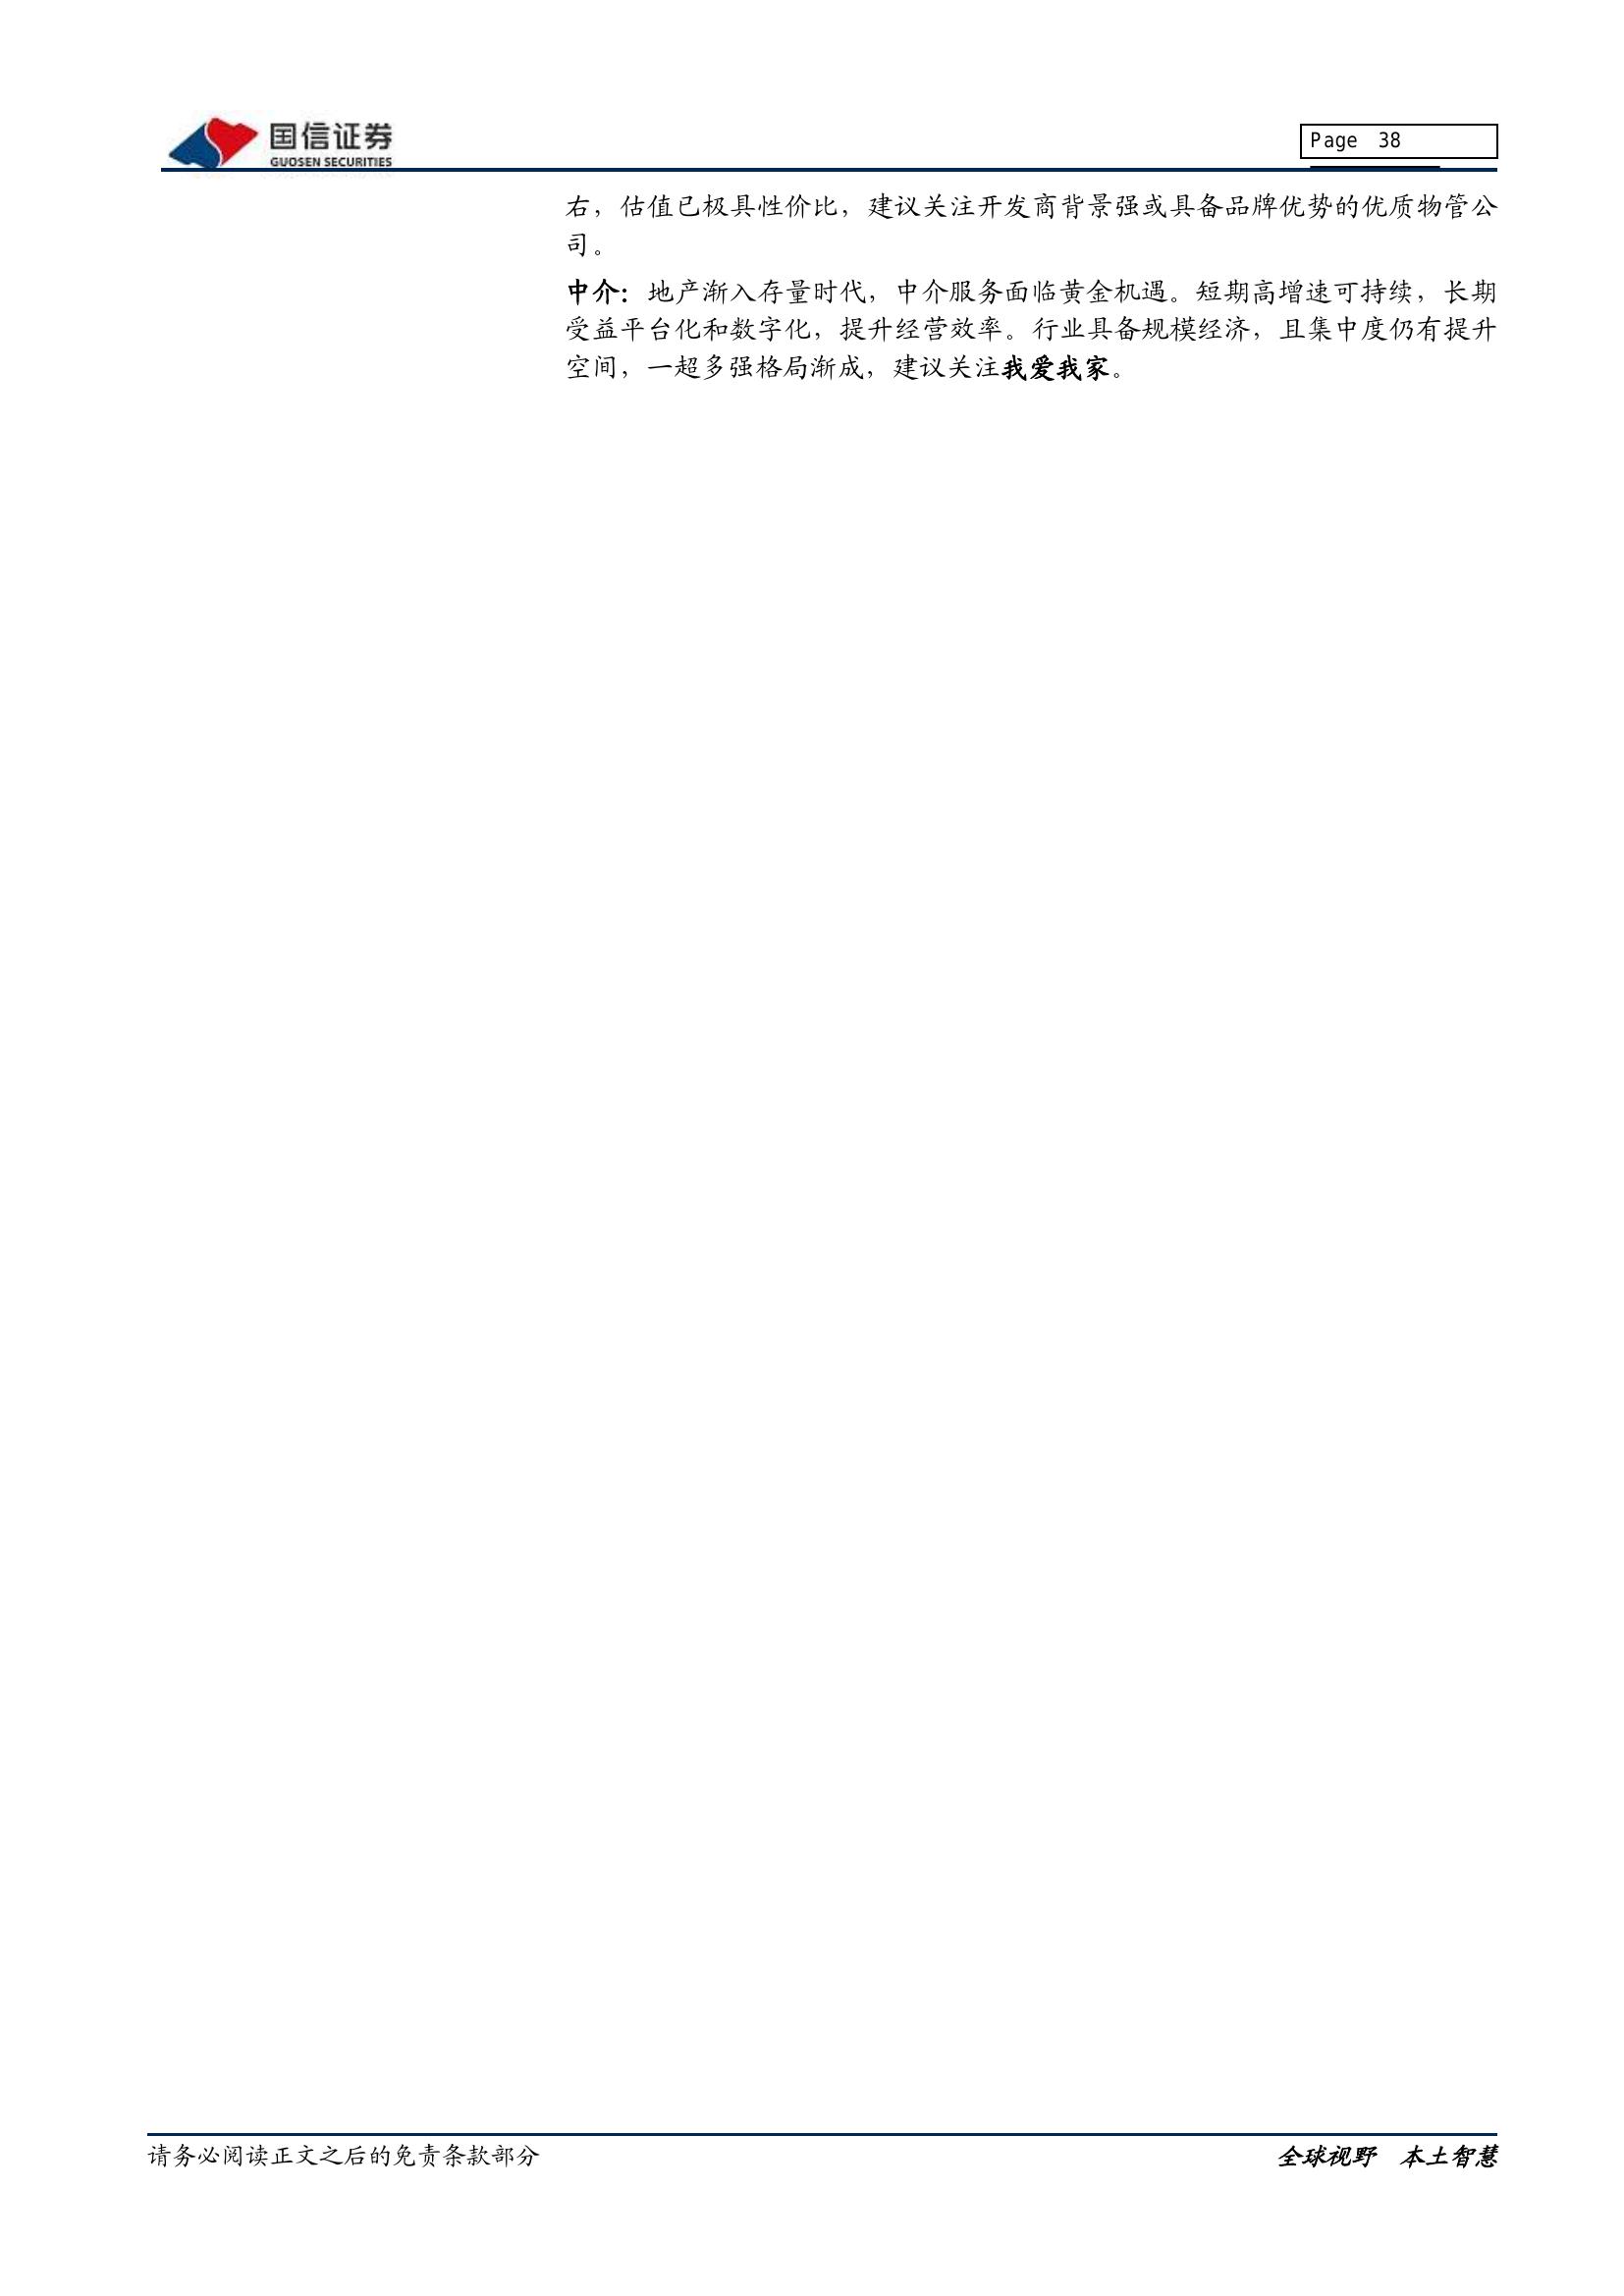 国信证券
GUOSEN SECURITIES
Page 38
右，估值已极具性价比，建议关注开发商背景强或具备品牌优势的优质物管公
司。
中介：地产渐入存量时代，中介服务面临黄金机遇。短期高增速可持续，长期
受益平台化和数字化，提升经营效率。行业具备规模经济，且集中度仍有提升
空间，一超多强格局渐成，建议关注我爱我家。
请务必阅读正文之后的免责条款部分
全球视野 本土智慧